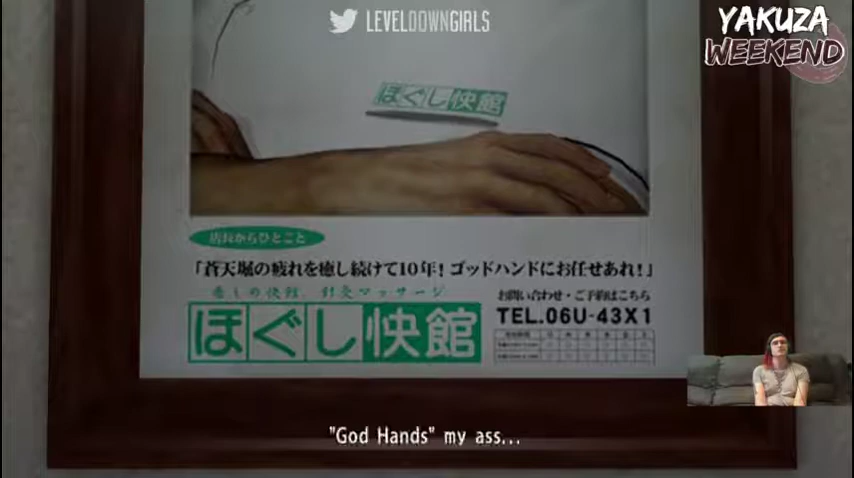 LEVELDOWNGIRLS
YAKUZA
WEEKEND
ほぐし快館
店長からひとこと
「蒼天堀の疲れを癒し続けて10年!ゴッドハンドにお任せあれ!」
癒しの快館、針灸マッサージ
ほぐし快館
お問い合わせ・ご予約はこちら
TEL.06U-43X1
"God Hands" my ass...